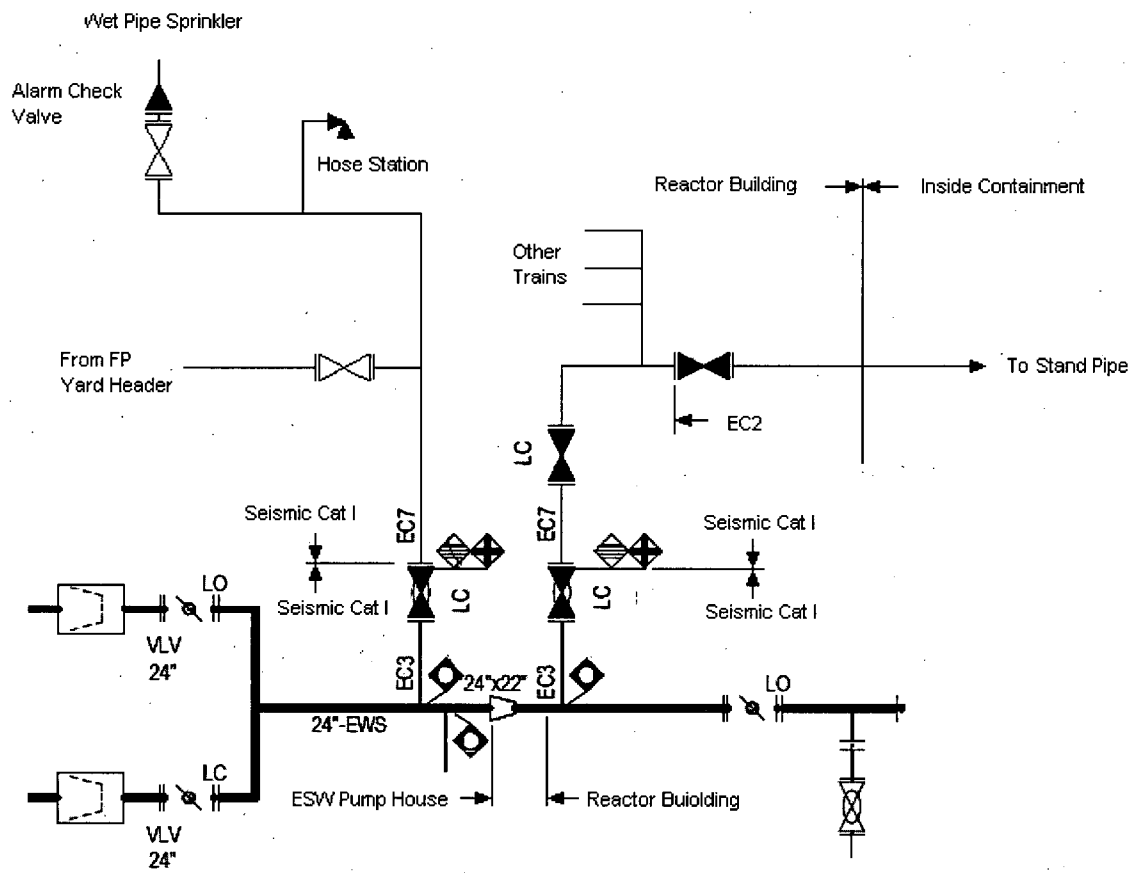 Wet Pipe Sprinkler
Alarm Check
Valve
Hose Station
Reactor Building
Inside Containment
Other
Trains
From FP
Yard Header
To Stand Pipe
EC2
LC
EC7
EC7
Seismic Cat I
Seismic Cat I
LC
LC
Seismic Cat I
Seismic Cat I
LO
VLV
24"
EC3
24"x22"
EC3
LO
24"-EWS
LC
ESW Pump House
Reactor Buiolding
VLV
24"